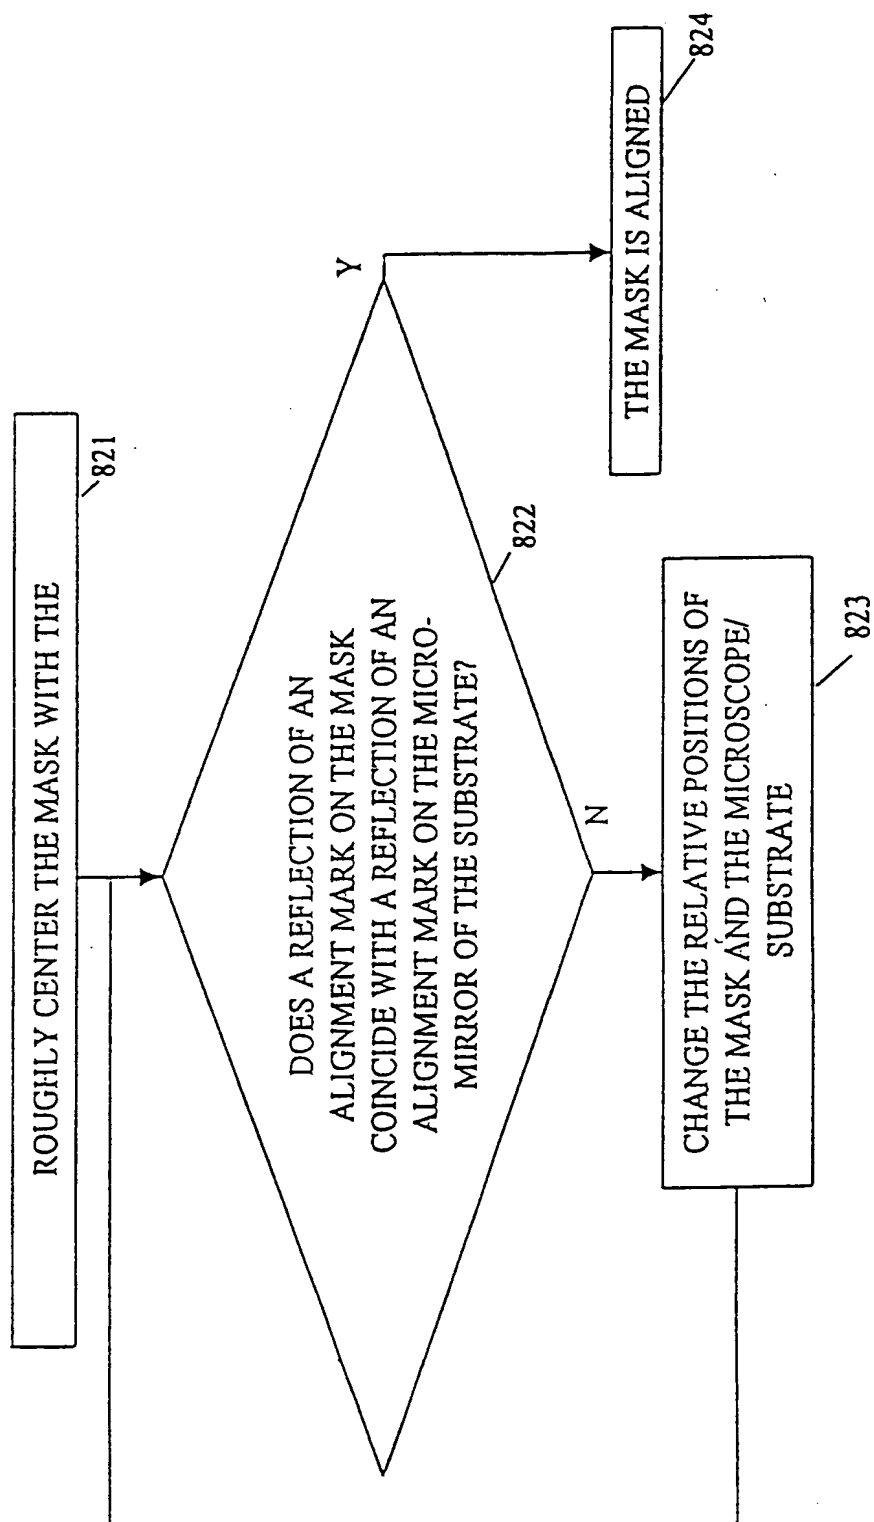 ROUGHLY CENTER THE MASK WITH THE
821
DOES A REFLECTION OF AN
ALIGNMENT MARK ON THE MASK
COINCIDE WITH A REFLECTION OF AN
ALIGNMENT MARK ON THE MICRO-
MIRROR OF THE SUBSTRATE?
822
Y
N
THE MASK IS ALIGNED
824
CHANGE THE RELATIVE POSITIONS OF
THE MASK AND THE MICROSCOPE/
SUBSTRATE
823